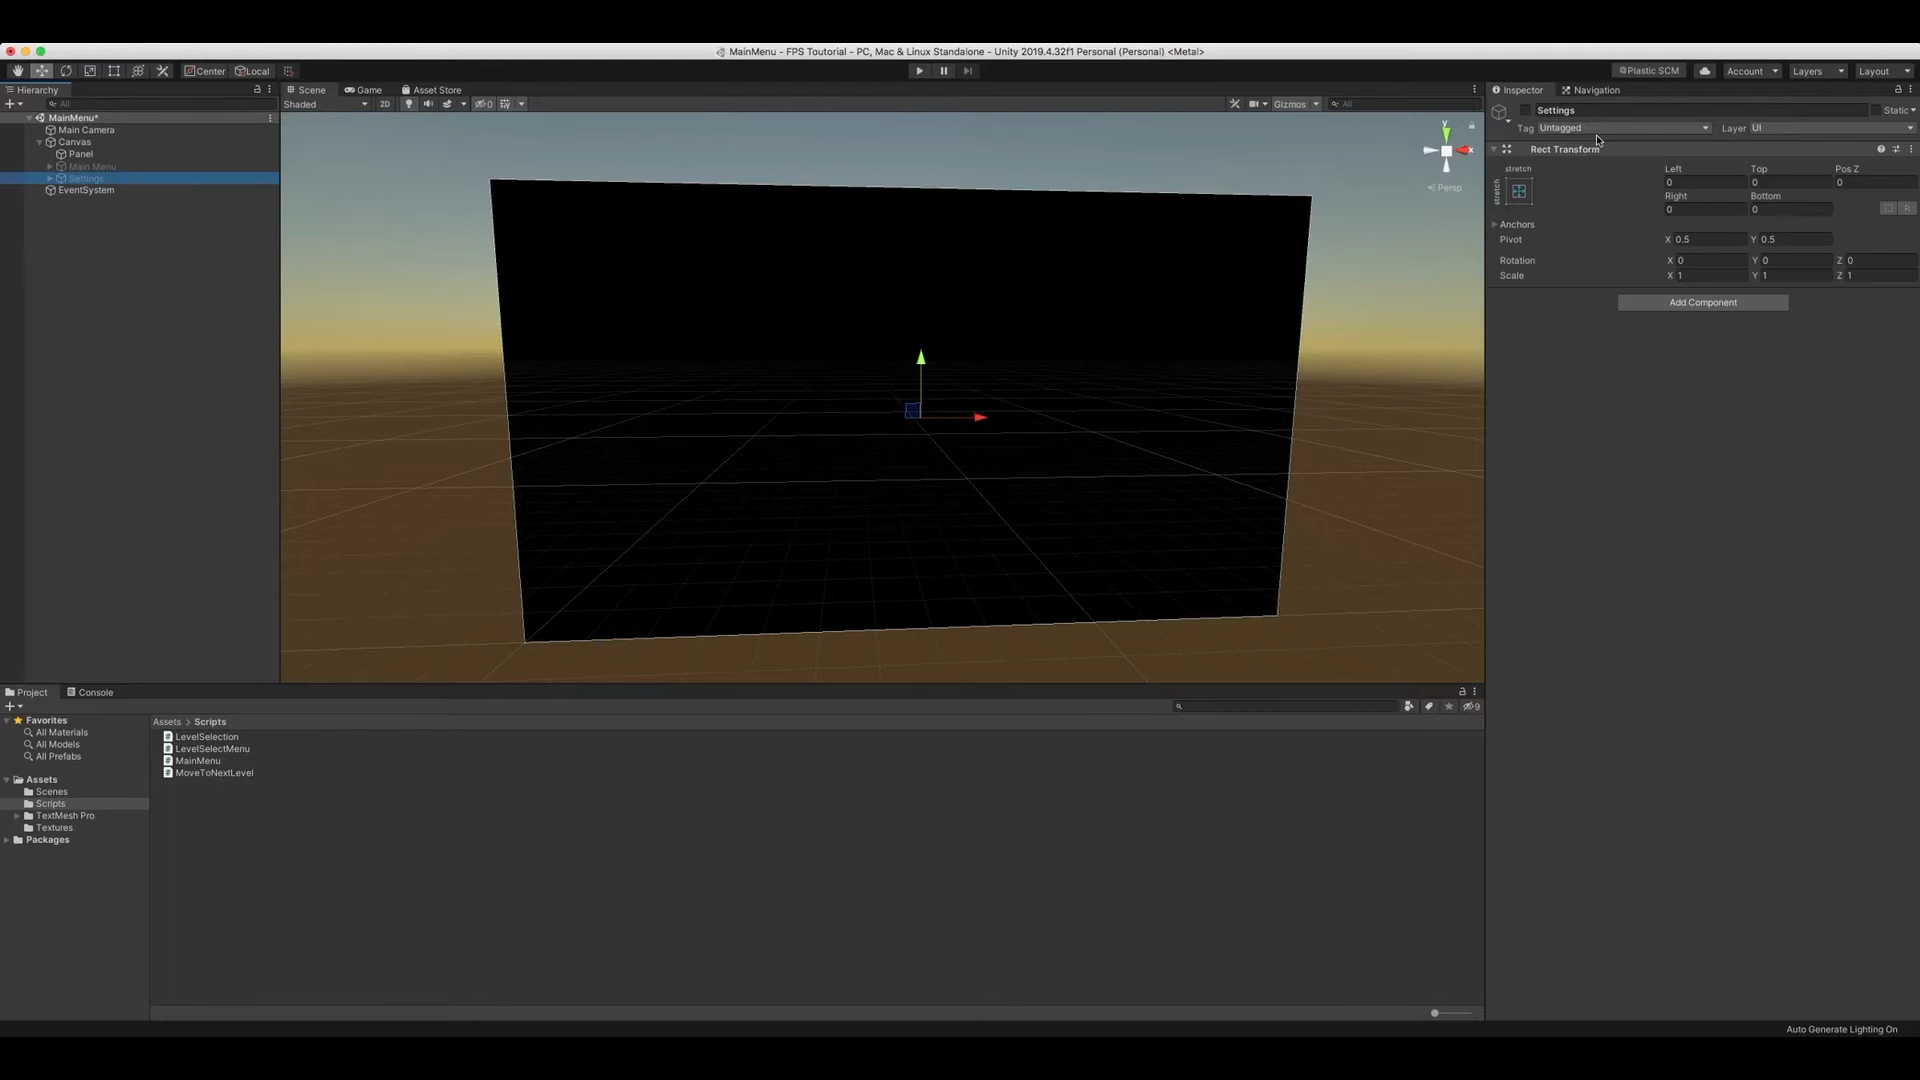 MainMenu - FPS Toutorial - PC, Mac & Linux Standalone - Unity 2019.4.32f1 Personal (Personal) <Metal>
Center Local Plastic SCM Account Layers Layout
Hierarchy
All
MainMenu*
Main Camera
Canvas
Panel
Main Menu
Settings
EventSystem
Scene Game Asset Store
Shaded 2D 0 Gizmos All
y
x
Persp
Inspector Navigation
Settings Static
Tag Untagged Layer UI
Rect Transform
stretch
stretch
Left Top Pos Z
0 0 0
Right Bottom
0 0 R
Anchors
Pivot X 0.5 Y 0.5
Rotation X 0 Y 0 Z 0
Scale X 1 Y 1 Z 1
Add Component
Project Console
9
Favorites
All Materials
All Models
All Prefabs
Assets
Scenes
Scripts
TextMesh Pro
Textures
Packages
Assets > Scripts
LevelSelection
LevelSelectMenu
MainMenu
MoveToNextLevel
Auto Generate Lighting On